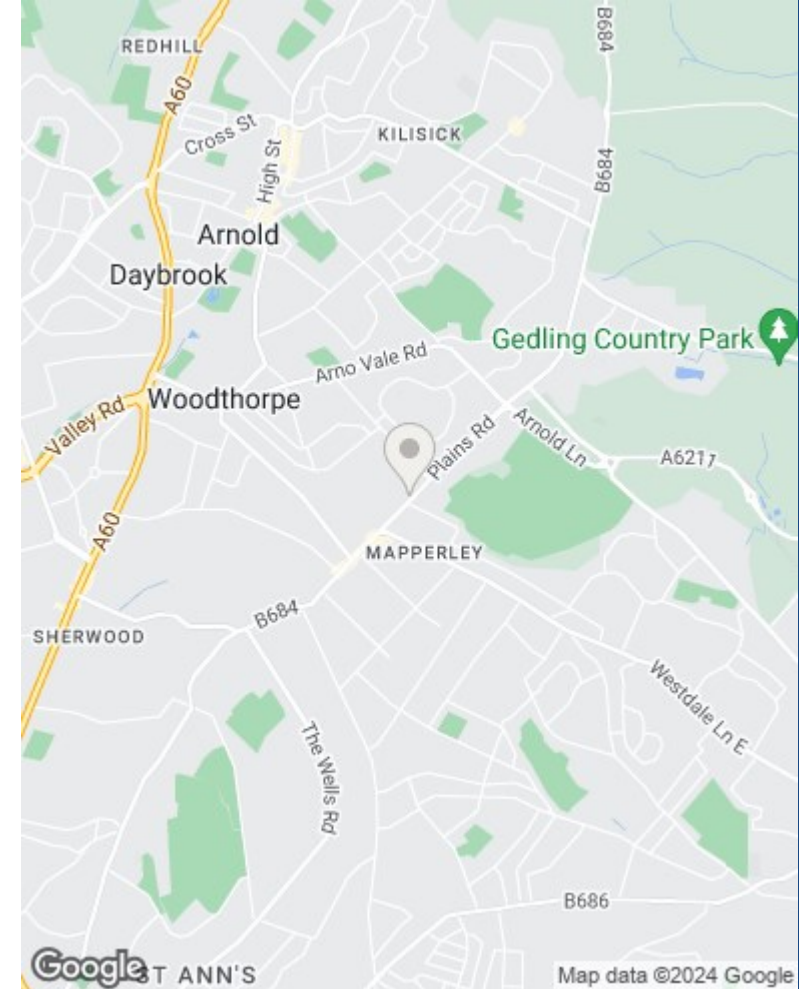 B684
REDHILL
A60
Cross St
KILISICK
High St
B684
Arnold
Daybrook
Gedling Country Park
Arno Vale Rd
Woodthorpe
Valley Rd
Plains Rd
Arnold Ln
A6211
A60
MAPPERLEY
B684
SHERWOOD
Westdale Ln E
The Wells Rd
B686
Google
ST ANN'S
Map data ©2024 Google